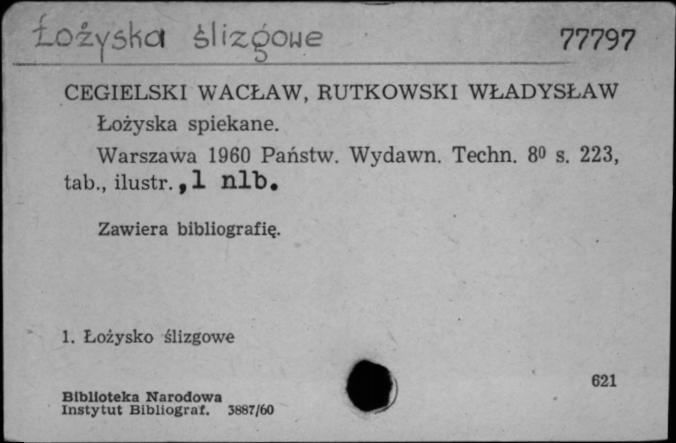 Łożyska ślizgowe 77797
CEGIELSKI WACŁAW, RUTKOWSKI WŁADYSŁAW
Łożyska spiekane.
Warszawa 1960 Państw. Wydawn. Techn. 8⁰ s. 223,
tab., ilustr.,1 nlb.
Zawiera bibliografię.
1. Łożysko ślizgowe
621
Biblioteka Narodowa
Instytut Bibliograf. 3887/60